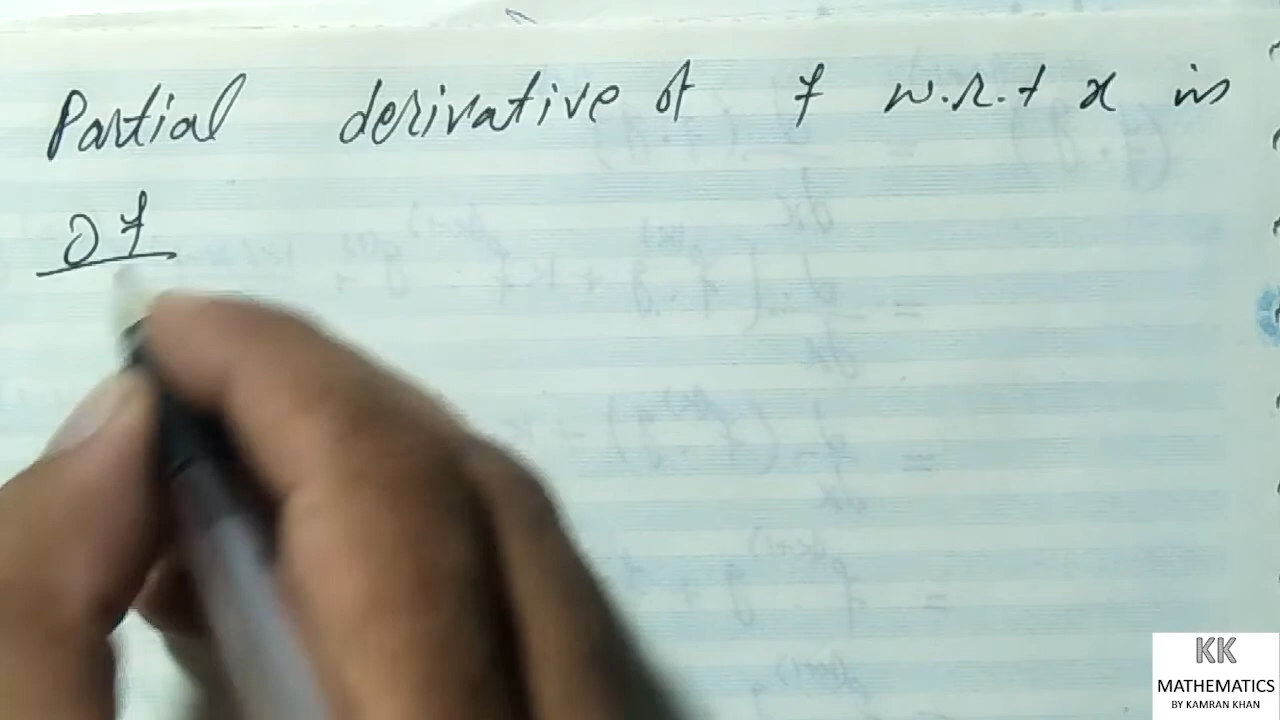 Partial derivative of f w.r.t x is
∂f
KK
MATHEMATICS
BY KAMRAN KHAN